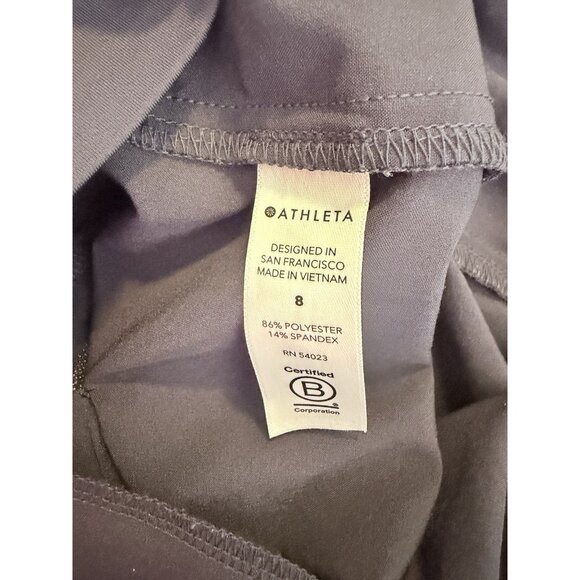 ATHLETA
DESIGNED IN
SAN FRANCISCO
MADE IN VIETNAM
8
86% POLYESTER
14% SPANDEX
RN 54023
Certified
B
®
Corporation